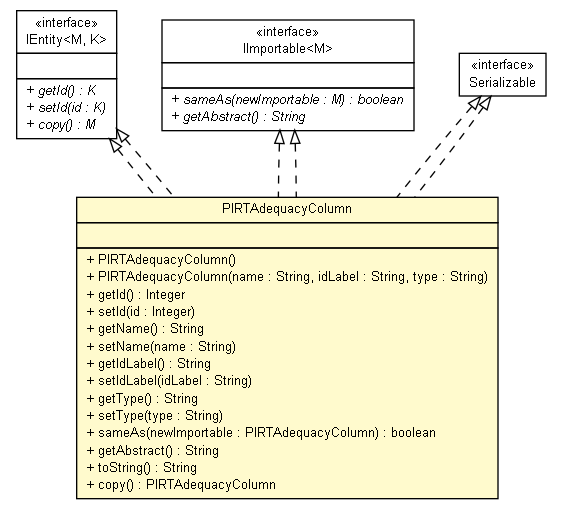 «interface»
IEntity<M, K>
+ getId() : K
+ setId(id : K)
+ copy() : M
«interface»
IImportable<M>
+ sameAs(newImportable : M) : boolean
+ getAbstract() : String
«interface»
Serializable
PIRTAdequacyColumn
+ PIRTAdequacyColumn()
+ PIRTAdequacyColumn(name : String, idLabel : String, type : String)
+ getId() : Integer
+ setId(id : Integer)
+ getName() : String
+ setName(name : String)
+ getIdLabel() : String
+ setIdLabel(idLabel : String)
+ getType() : String
+ setType(type : String)
+ sameAs(newImportable : PIRTAdequacyColumn) : boolean
+ getAbstract() : String
+ toString() : String
+ copy() : PIRTAdequacyColumn